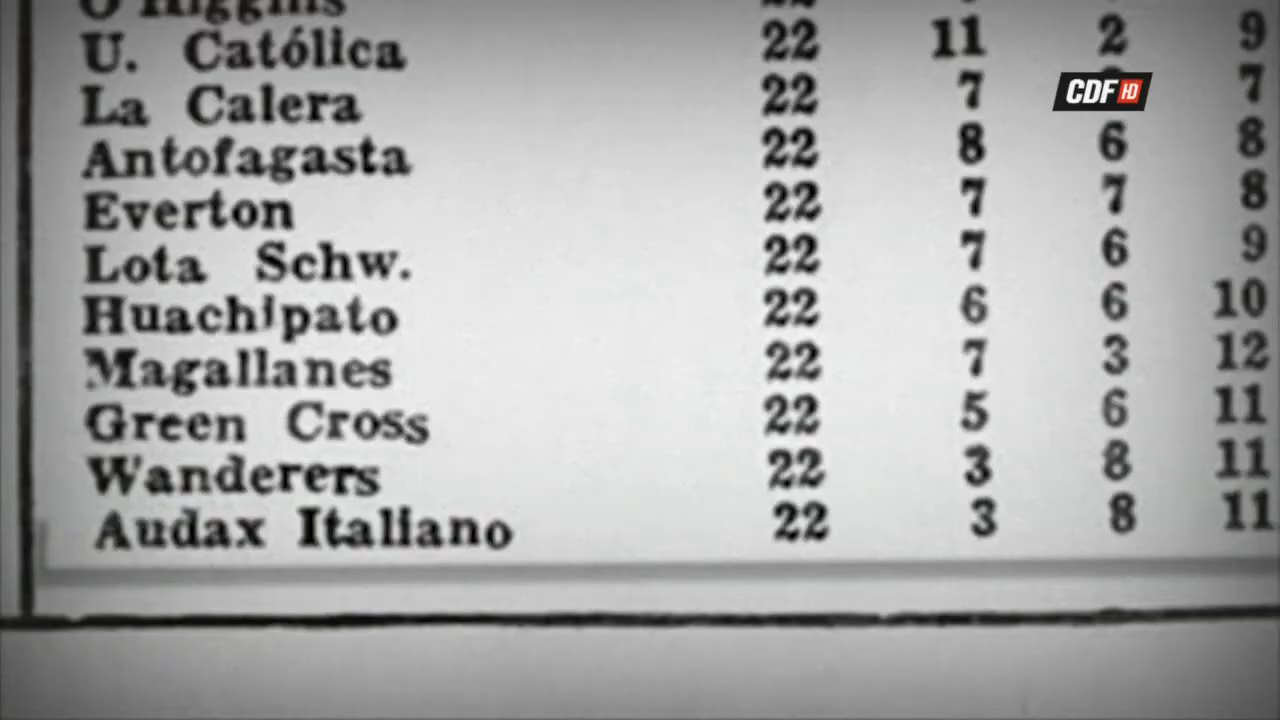 O'Higgins 22
U. Católica 22 11 2 9
La Calera 22 7 7
CDF HD
Antofagasta 22 8 6 8
Everton 22 7 7 8
Lota Schw. 22 7 6 9
Huachipato 22 6 6 10
Magallanes 22 7 3 12
Green Cross 22 5 6 11
Wanderers 22 3 8 11
Audax Italiano 22 3 8 11